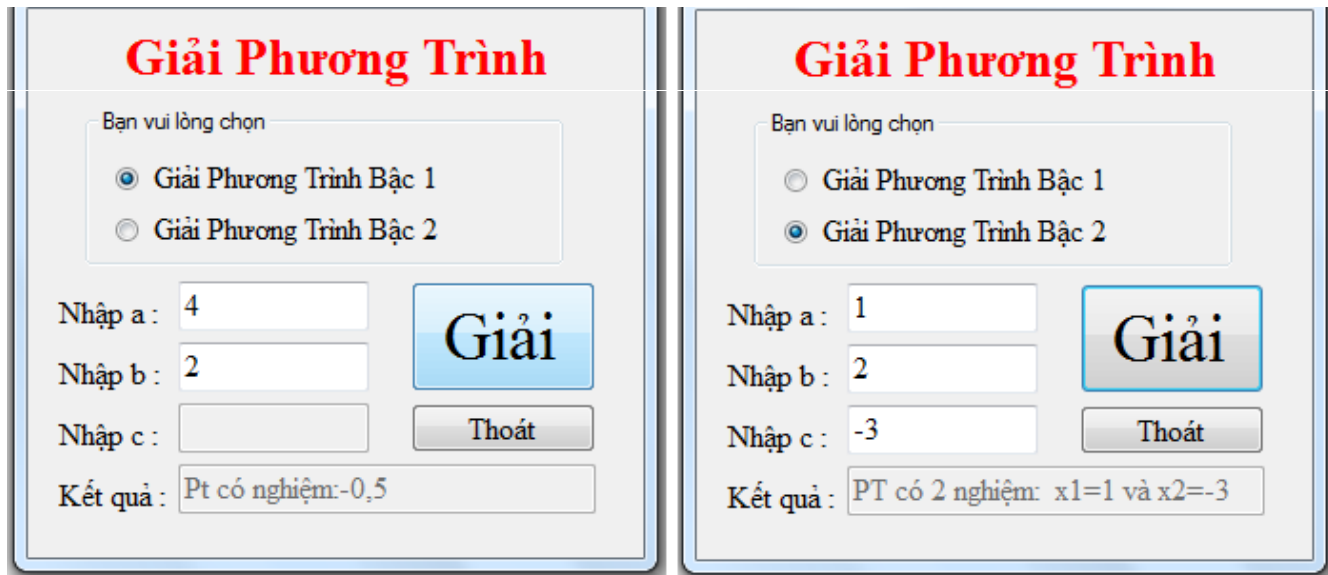 Giải Phương Trình
Bạn vui lòng chọn
Giải Phương Trình Bậc 1
Giải Phương Trình Bậc 2
Nhập a : 4
Giải
Nhập b : 2
Nhập c :
Thoát
Kết quả : Pt có nghiệm:-0,5
Giải Phương Trình
Bạn vui lòng chọn
Giải Phương Trình Bậc 1
Giải Phương Trình Bậc 2
Nhập a : 1
Giải
Nhập b : 2
Nhập c : -3
Thoát
Kết quả : PT có 2 nghiệm:  x1=1 và x2=-3